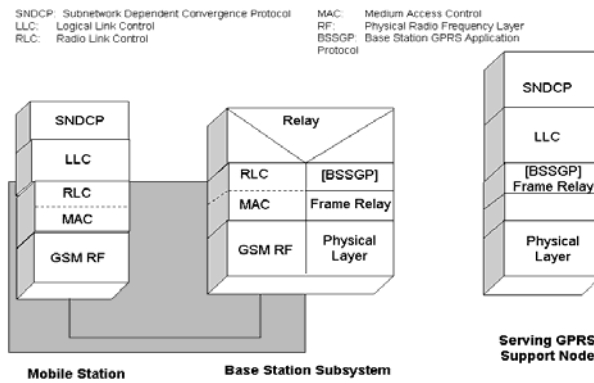 SNDCP: Subnetwork Dependent Convergence Protocol
LLC: Logical Link Control
RLC: Radio Link Control
MAC: Medium Access Control
RF: Physical Radio Frequency Layer
BSSGP: Base Station GPRS Application
Protocol
SNDCP
LLC
RLC
MAC
GSM RF
Mobile Station
Relay
RLC
[BSSGP]
MAC
Frame Relay
GSM RF
Physical
Layer
Base Station Subsystem
SNDCP
LLC
[BSSGP]
Frame Relay
Physical
Layer
Serving GPRS
Support Node